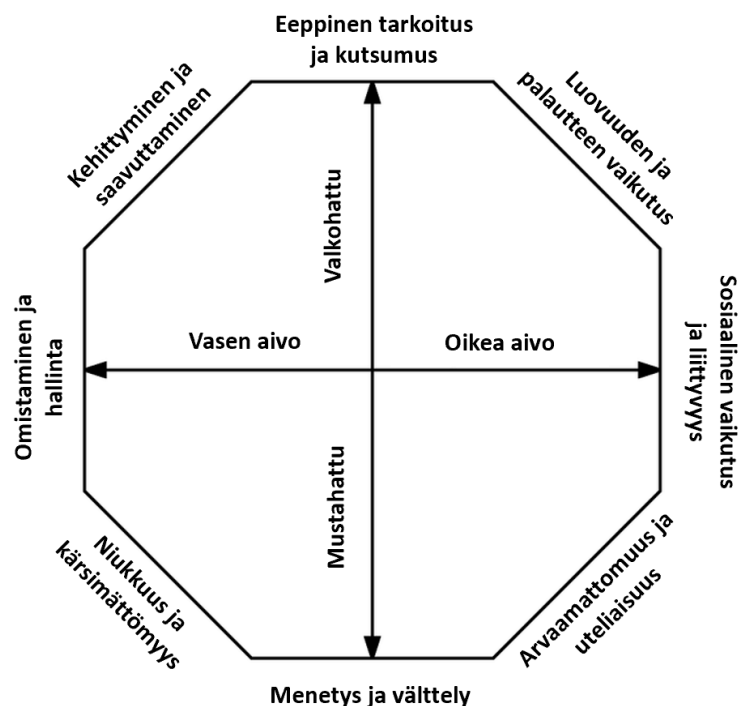 Eeppinen tarkoitus
ja kutsumus
Kehittyminen ja
saavuttaminen
Luovuuden ja
palautteen vaikutus
Valkohattu
Omistaminen ja
hallinta
Vasen aivo
Oikea aivo
Sosiaalinen vaikutus
ja liittyvyys
Mustahattu
Niukkuus ja
kärsimättömyys
Arvaamattomuus ja
uteliaisuus
Menetys ja välttely